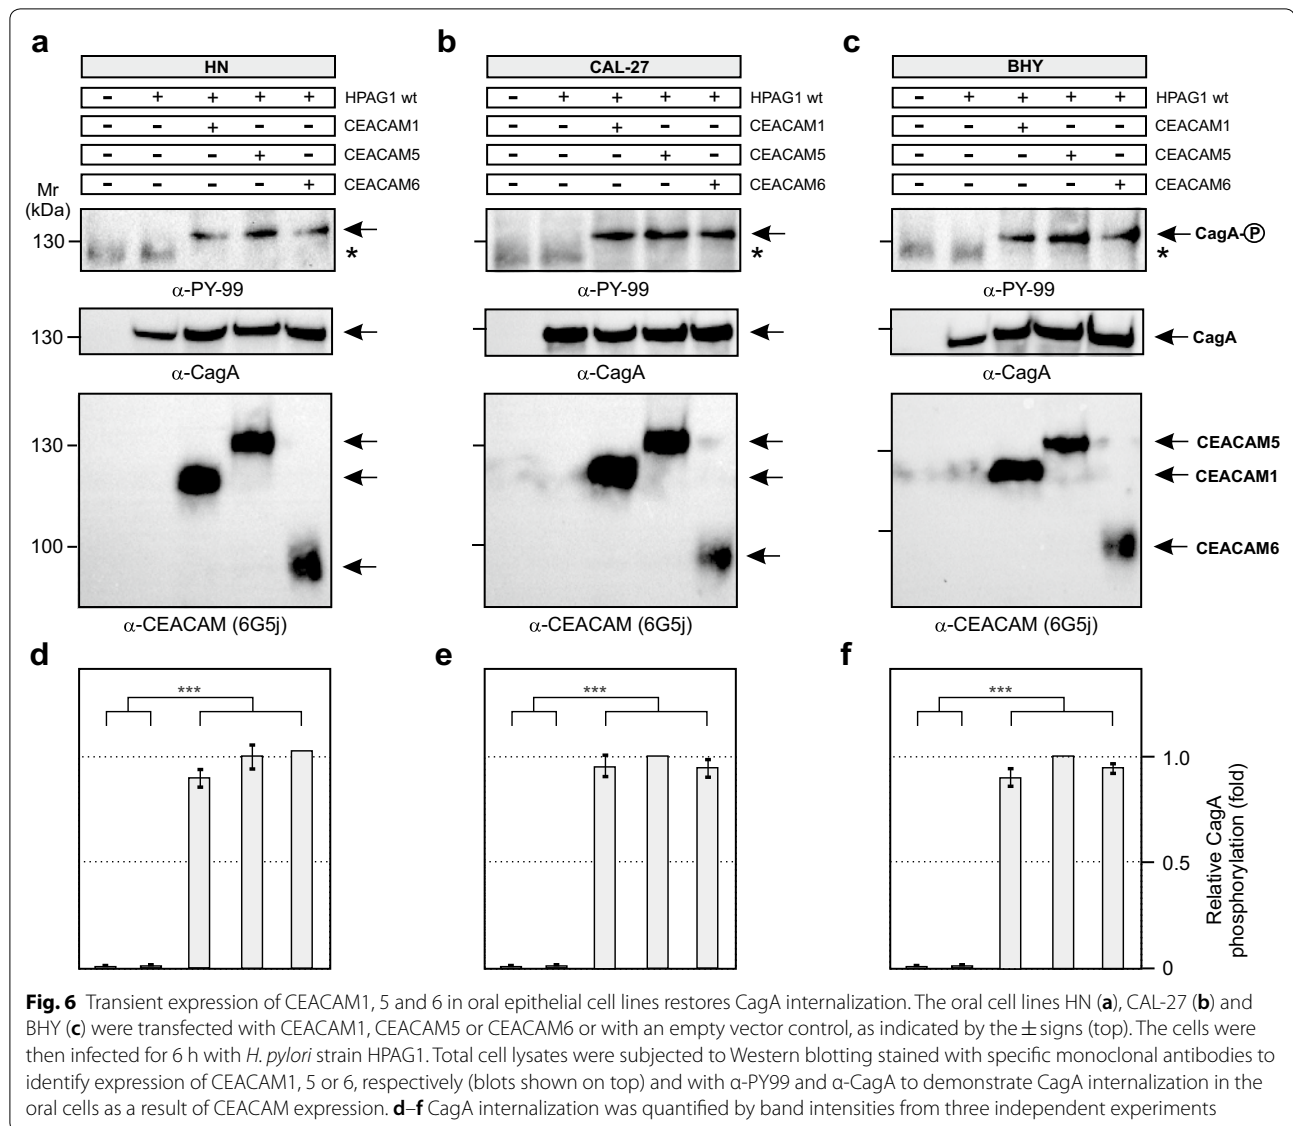 a
HN
- + + + + HPAG1 wt
- - + - - CEACAM1
- - - + - CEACAM5
- - - - + CEACAM6
Mr
(kDa)
130
*
α-PY-99
130
α-CagA
130
100
α-CEACAM (6G5j)
b
CAL-27
- + + + + HPAG1 wt
- - + - - CEACAM1
- - - + - CEACAM5
- - - - + CEACAM6
*
α-PY-99
α-CagA
α-CEACAM (6G5j)
c
BHY
- + + + + HPAG1 wt
- - + - - CEACAM1
- - - + - CEACAM5
- - - - + CEACAM6
CagA-Ⓟ
*
α-PY-99
CagA
α-CagA
CEACAM5
CEACAM1
CEACAM6
α-CEACAM (6G5j)
d
***
e
***
f
***
1.0
0.5
0
Relative CagA
phosphorylation (fold)
Fig. 6 Transient expression of CEACAM1, 5 and 6 in oral epithelial cell lines restores CagA internalization. The oral cell lines HN (a), CAL-27 (b) and
BHY (c) were transfected with CEACAM1, CEACAM5 or CEACAM6 or with an empty vector control, as indicated by the ± signs (top). The cells were
then infected for 6 h with H. pylori strain HPAG1. Total cell lysates were subjected to Western blotting stained with specific monoclonal antibodies to
identify expression of CEACAM1, 5 or 6, respectively (blots shown on top) and with α-PY99 and α-CagA to demonstrate CagA internalization in the
oral cells as a result of CEACAM expression. d–f CagA internalization was quantified by band intensities from three independent experiments